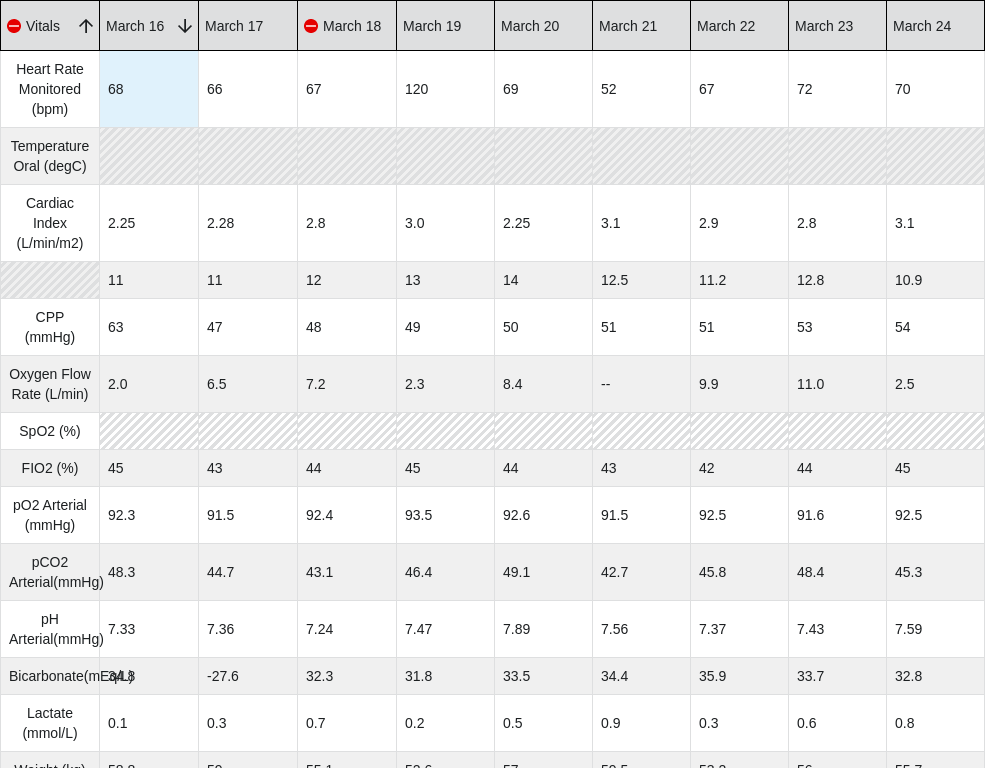 Vitals March 16 March 17 March 18 March 19 March 20 March 21 March 22 March 23 March 24
Heart Rate
Monitored
(bpm)
68 66 67 120 69 52 67 72 70
Temperature
Oral (degC)
Cardiac
Index
(L/min/m2)
2.25 2.28 2.8 3.0 2.25 3.1 2.9 2.8 3.1
11 11 12 13 14 12.5 11.2 12.8 10.9
CPP
(mmHg)
63 47 48 49 50 51 51 53 54
Oxygen Flow
Rate (L/min)
2.0 6.5 7.2 2.3 8.4 -- 9.9 11.0 2.5
SpO2 (%)
FIO2 (%) 45 43 44 45 44 43 42 44 45
pO2 Arterial
(mmHg)
92.3 91.5 92.4 93.5 92.6 91.5 92.5 91.6 92.5
pCO2
Arterial(mmHg)
48.3 44.7 43.1 46.4 49.1 42.7 45.8 48.4 45.3
pH
Arterial(mmHg)
7.33 7.36 7.24 7.47 7.89 7.56 7.37 7.43 7.59
Bicarbonate(mEq/L) 34.8 -27.6 32.3 31.8 33.5 34.4 35.9 33.7 32.8
Lactate
(mmol/L)
0.1 0.3 0.7 0.2 0.5 0.9 0.3 0.6 0.8
Weight (kg)